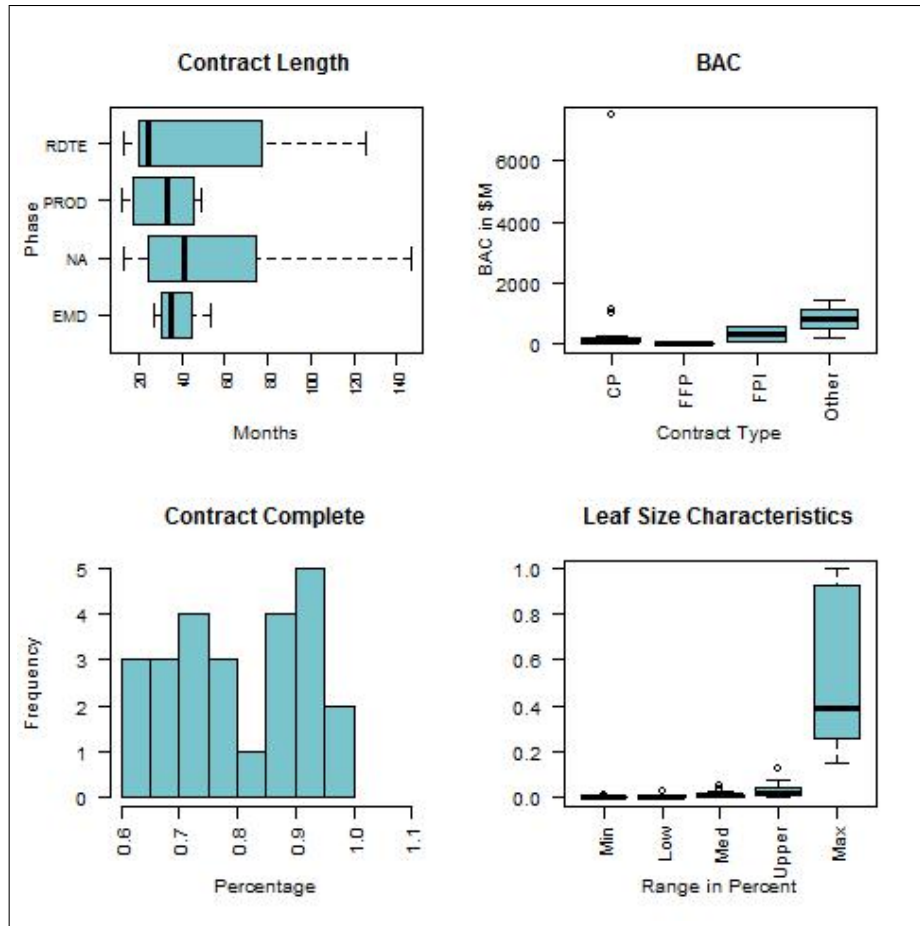 Contract Length
Phase
RDTE
PROD
NA
EMD
20
40
60
80
100
120
140
Months
BAC
BAC in $M
6000
4000
2000
0
CP
FFP
FPI
Other
Contract Type
Contract Complete
Frequency
5
4
3
2
1
0
0.6
0.7
0.8
0.9
1.0
1.1
Percentage
Leaf Size Characteristics
1.0
0.8
0.6
0.4
0.2
0.0
Min
Low
Med
Upper
Max
Range in Percent